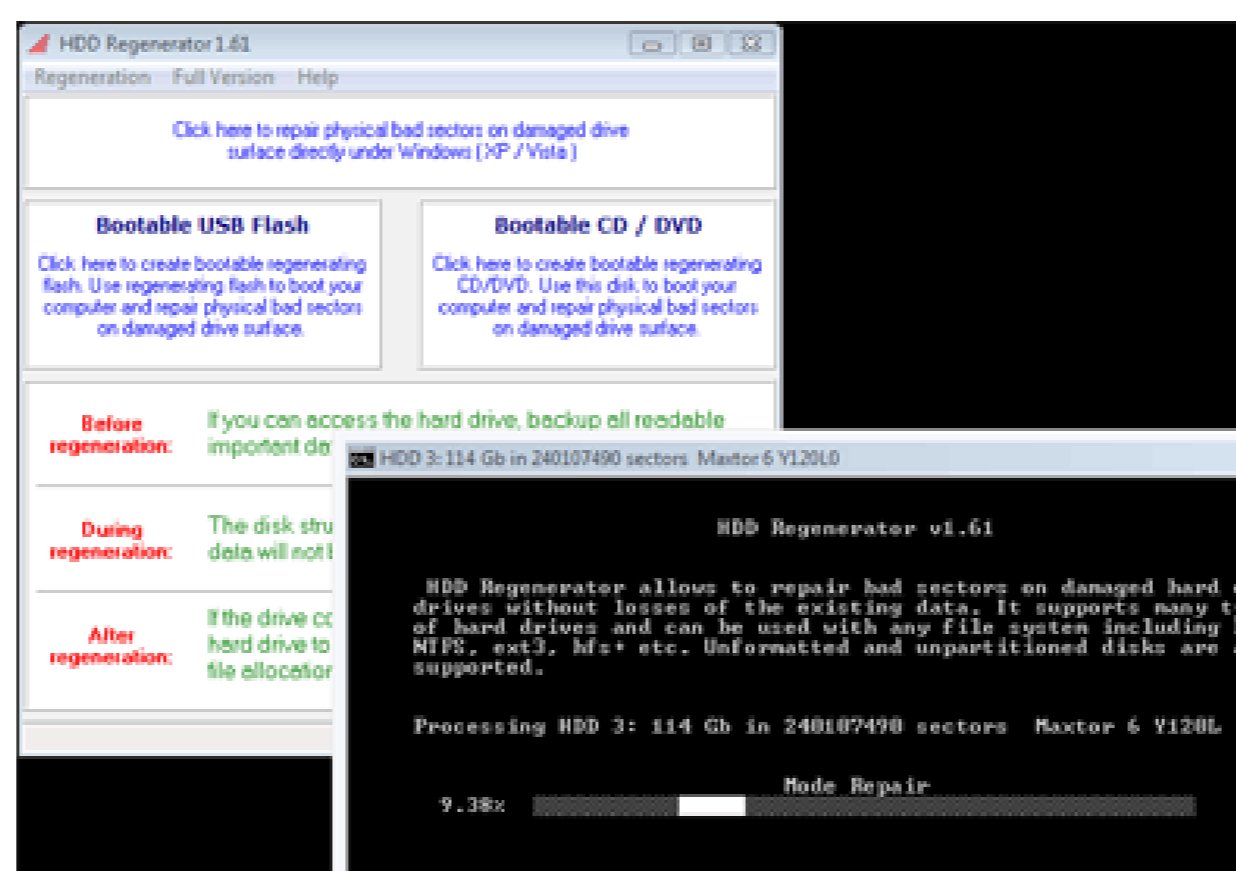 HDD Regenerator 1.61
Regeneration Full Version Help
Click here to repair physical bad sectors on damaged drive
surface directly under Windows ( XP / Vista )
Bootable USB Flash
Click here to create bootable regenerating
flash. Use regenerating flash to boot your
computer and repair physical bad sectors
on damaged drive surface.
Bootable CD / DVD
Click here to create bootable regenerating
CD/DVD. Use this disk to boot your
computer and repair physical bad sectors
on damaged drive surface.
Before
regeneration:
If you can access the hard drive, backup all readable
important da
During
regeneration:
The disk stru
data will not
After
regeneration:
If the drive co
hard drive to
file allocation
HDD 3: 114 Gb in 240107490 sectors Maxtor 6 Y120L0
HDD Regenerator v1.61
HDD Regenerator allows to repair bad sectors on damaged hard
drives without losses of the existing data. It supports many t
of hard drives and can be used with any file system including
NTFS, ext3, hfs+ etc. Unformatted and unpartitioned disks are
supported.
Processing HDD 3: 114 Gb in 240107490 sectors Maxtor 6 Y120L
Mode Repair
9.38%